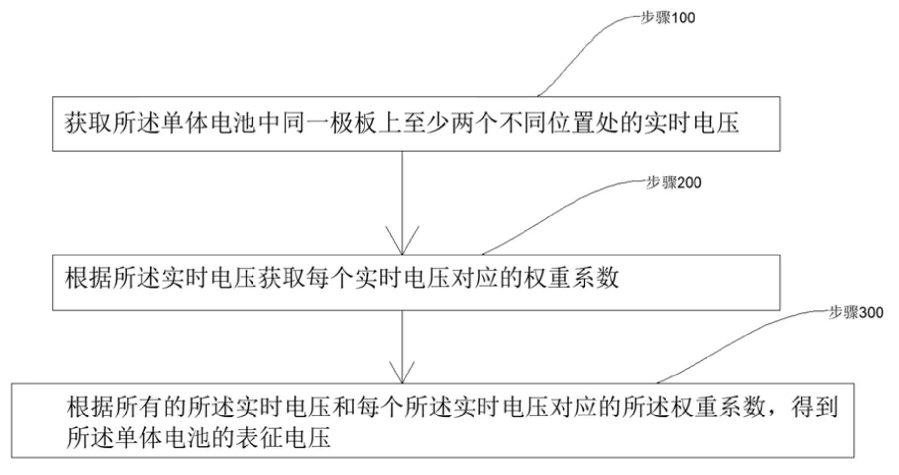 步骤100
获取所述单体电池中同一极板上至少两个不同位置处的实时电压
步骤200
根据所述实时电压获取每个实时电压对应的权重系数
步骤300
根据所有的所述实时电压和每个所述实时电压对应的所述权重系数，得到
所述单体电池的表征电压